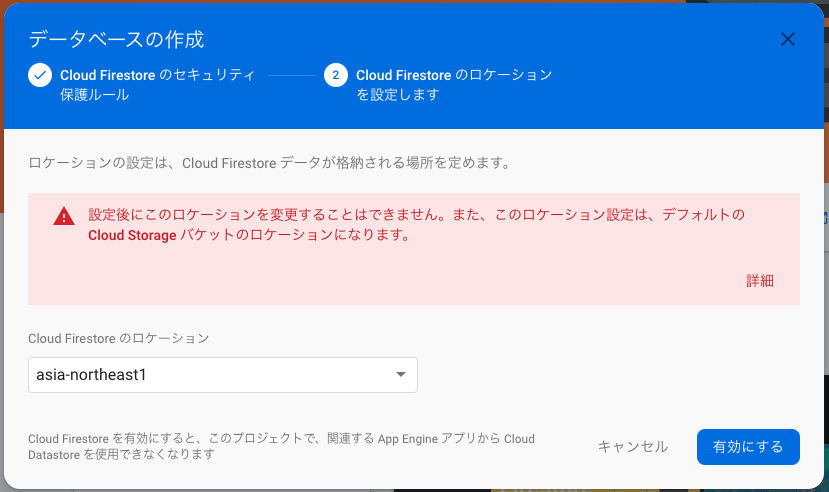 データベースの作成
Cloud Firestore のセキュリティ
保護ルール
2
Cloud Firestore のロケーション
を設定します
ロケーションの設定は、Cloud Firestore データが格納される場所を定めます。
設定後にこのロケーションを変更することはできません。また、このロケーション設定は、デフォルトの
Cloud Storage バケットのロケーションになります。
詳細
Cloud Firestore のロケーション
asia-northeast1
Cloud Firestore を有効にすると、このプロジェクトで、関連する App Engine アプリから Cloud
Datastore を使用できなくなります
キャンセル
有効にする